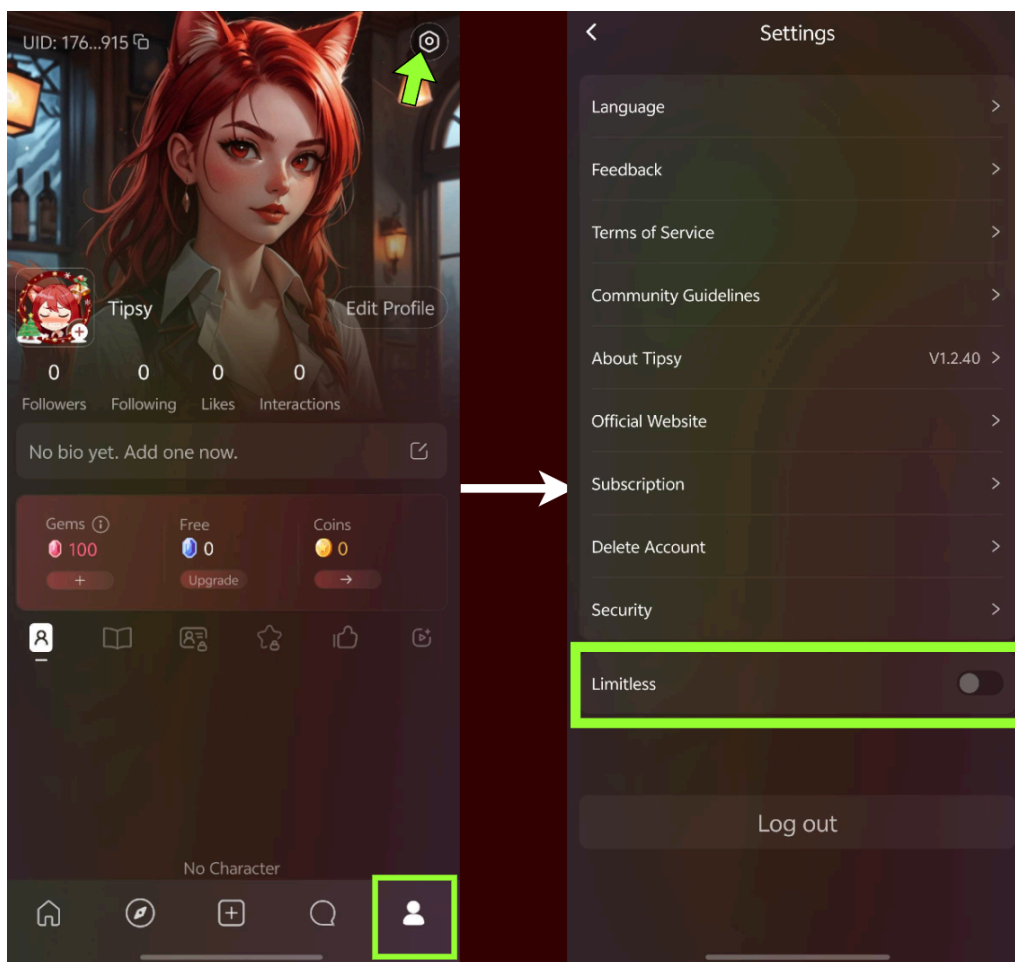 UID: 176...915
Tipsy
Edit Profile
0 0 0 0
Followers Following Likes Interactions
No bio yet. Add one now.
Gems Free Coins
100 0 0
+ Upgrade →
No Character
Settings
Language
Feedback
Terms of Service
Community Guidelines
About Tipsy V1.2.40
Official Website
Subscription
Delete Account
Security
Limitless
Log out